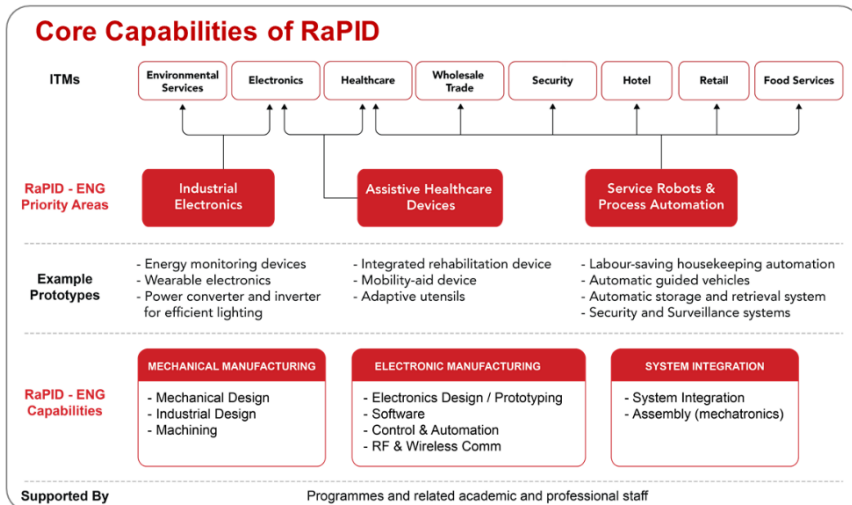 Core Capabilities of RaPID
ITMs
Environmental
Services
Electronics
Healthcare
Wholesale
Trade
Security
Hotel
Retail
Food Services
RaPID - ENG
Priority Areas
Industrial
Electronics
Assistive Healthcare
Devices
Service Robots &
Process Automation
Example
Prototypes
- Energy monitoring devices
- Wearable electronics
- Power converter and inverter
for efficient lighting
- Integrated rehabilitation device
- Mobility-aid device
- Adaptive utensils
- Labour-saving housekeeping automation
- Automatic guided vehicles
- Automatic storage and retrieval system
- Security and Surveillance systems
RaPID - ENG
Capabilities
MECHANICAL MANUFACTURING
- Mechanical Design
- Industrial Design
- Machining
ELECTRONIC MANUFACTURING
- Electronics Design / Prototyping
- Software
- Control & Automation
- RF & Wireless Comm
SYSTEM INTEGRATION
- System Integration
- Assembly (mechatronics)
Supported By
Programmes and related academic and professional staff